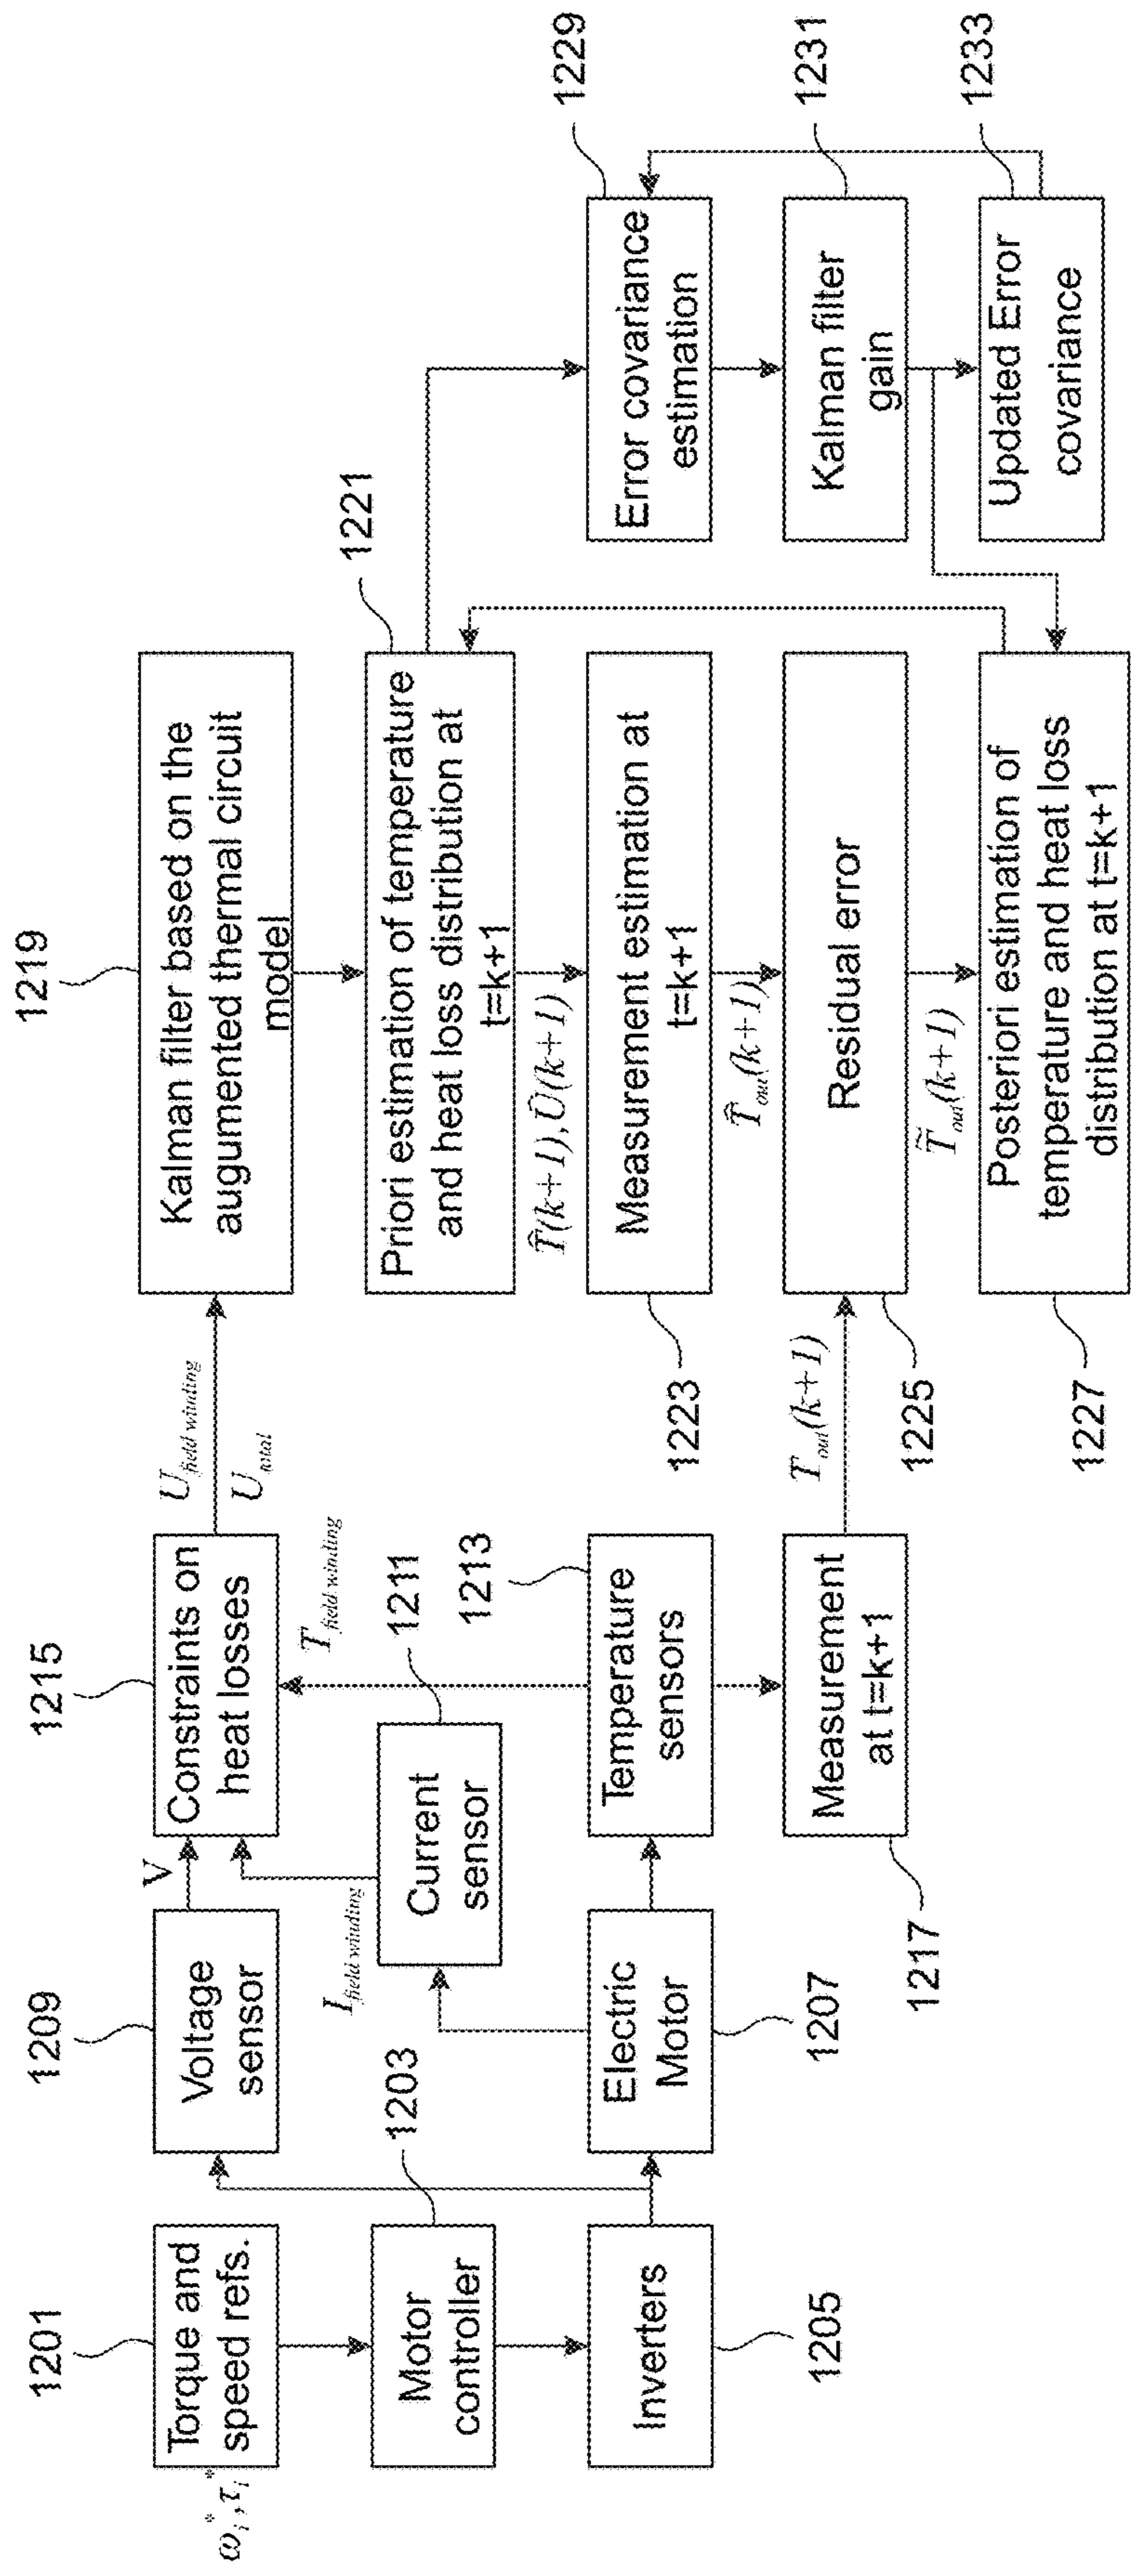 ω_i*,τ_i*
1201
Torque and
speed refs.
1203
Motor
controller
Inverters
1205
1209
Voltage
sensor
V
I_field winding
1211
Current
sensor
Electric
Motor
1207
1213
Temperature
sensors
T_field winding
1215
Constraints on
heat losses
U_field winding
U_total
Measurement
at t=k+1
1217
T_out(k+1)
1219
Kalman filter based on the
augumented thermal circuit
model
1221
Priori estimation of temperature
and heat loss distribution at
t=k+1
T̂(k+1),Û(k+1)
Measurement estimation at
t=k+1
1223
T̂_out(k+1)
Residual error
1225
T̃_out(k+1)
Posteriori estimation of
temperature and heat loss
distribution at t=k+1
1227
1229
Error covariance
estimation
1231
Kalman filter
gain
1233
Updated Error
covariance